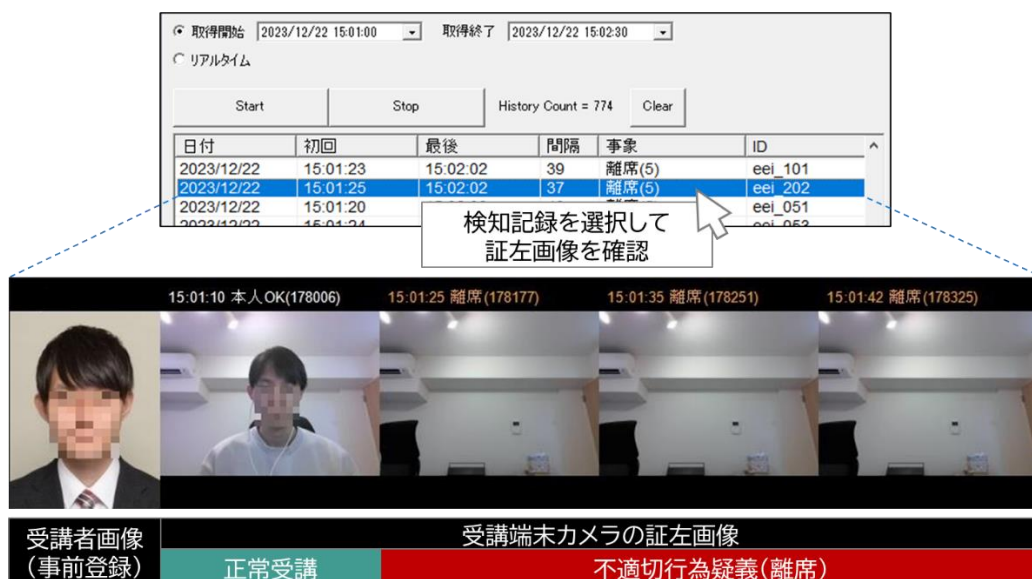 取得開始 2023/12/22 15:01:00 取得終了 2023/12/22 15:02:30
リアルタイム
Start Stop History Count = 774 Clear
日付 初回 最後 間隔 事象 ID
2023/12/22 15:01:23 15:02:02 39 離席(5) eei_101
2023/12/22 15:01:25 15:02:02 37 離席(5) eei_202
2023/12/22 15:01:20 eei_051
検知記録を選択して
証左画像を確認
15:01:10 本人OK(178006) 15:01:25 離席(178177) 15:01:35 離席(178251) 15:01:42 離席(178325)
受講者画像
(事前登録)
受講端末カメラの証左画像
正常受講 不適切行為疑義(離席)